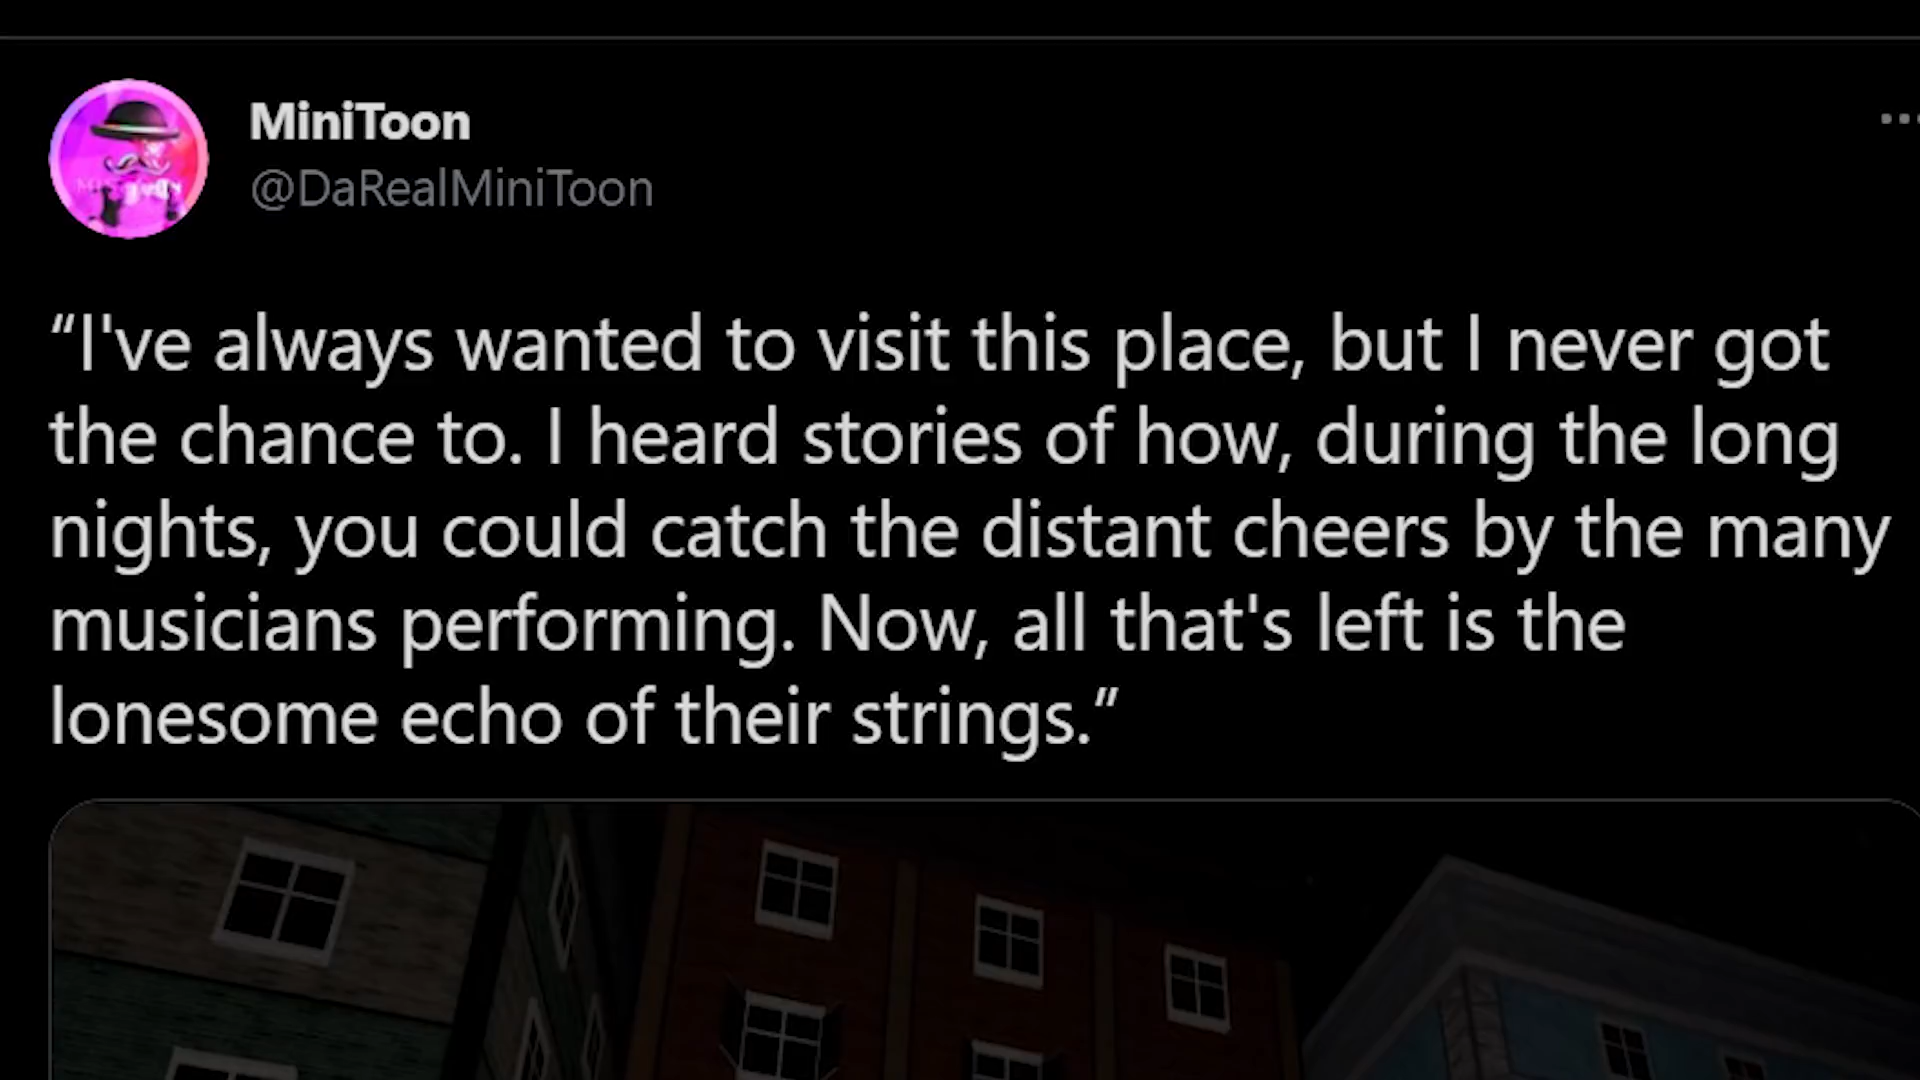 MiniToon
@DaRealMiniToon
“I've always wanted to visit this place, but I never got
the chance to. I heard stories of how, during the long
nights, you could catch the distant cheers by the many
musicians performing. Now, all that's left is the
lonesome echo of their strings.”